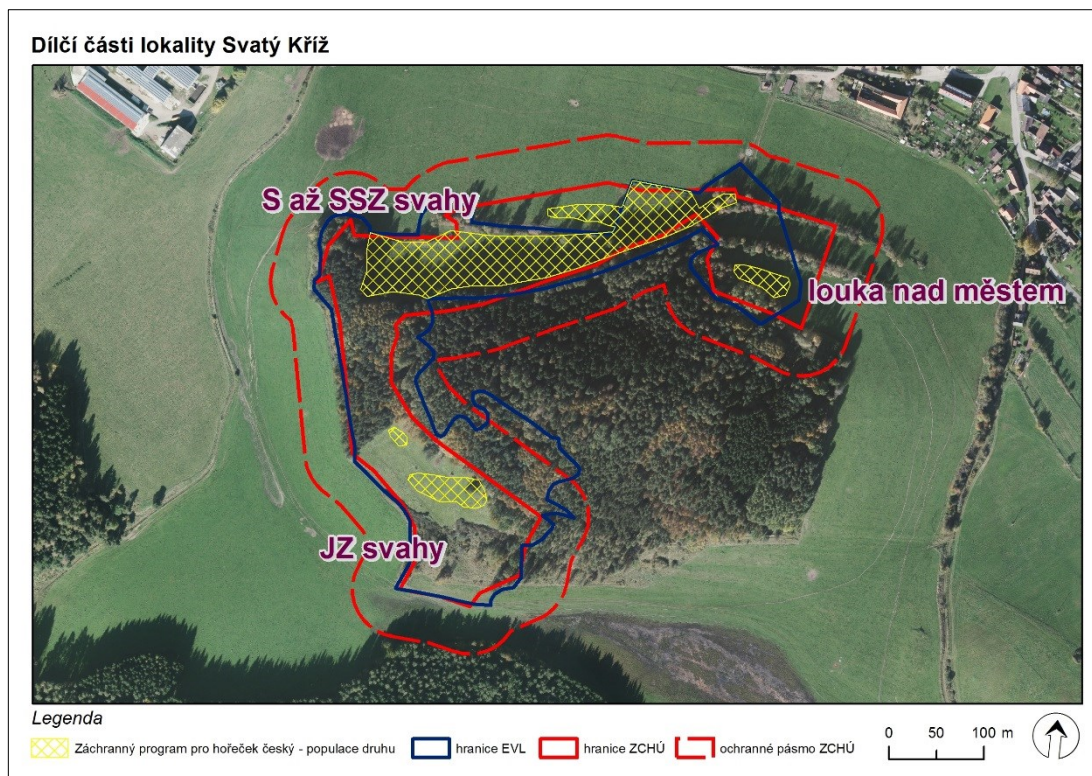 Dílčí části lokality Svatý Kříž
S až SSZ svahy
louka nad městem
JZ svahy
Legenda
Záchranný program pro hořeček český - populace druhu
hranice EVL
hranice ZCHÚ
ochranné pásmo ZCHÚ
0 50 100 m